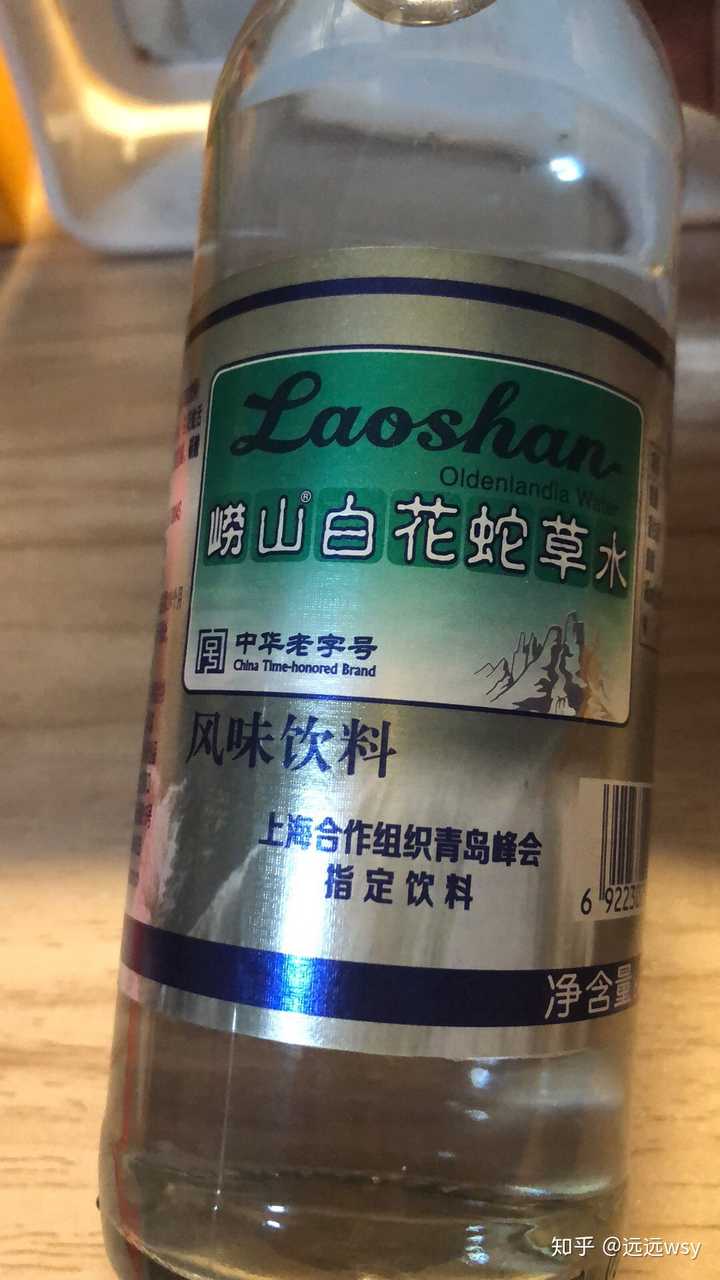 Laoshan
Oldenlandia Water
崂山®白花蛇草水
中华老字号
China Time-honored Brand
风味饮料
上海合作组织青岛峰会
指定饮料
6 92230
净含量
知乎 @远远wsy